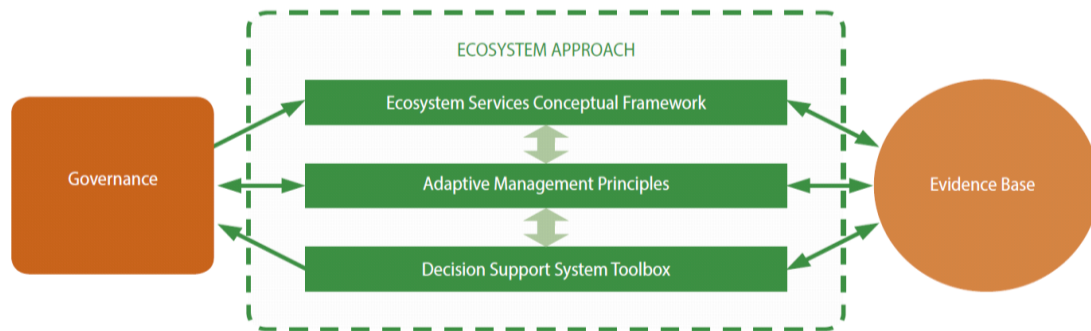 ECOSYSTEM APPROACH
Ecosystem Services Conceptual Framework
Governance
Adaptive Management Principles
Evidence Base
Decision Support System Toolbox